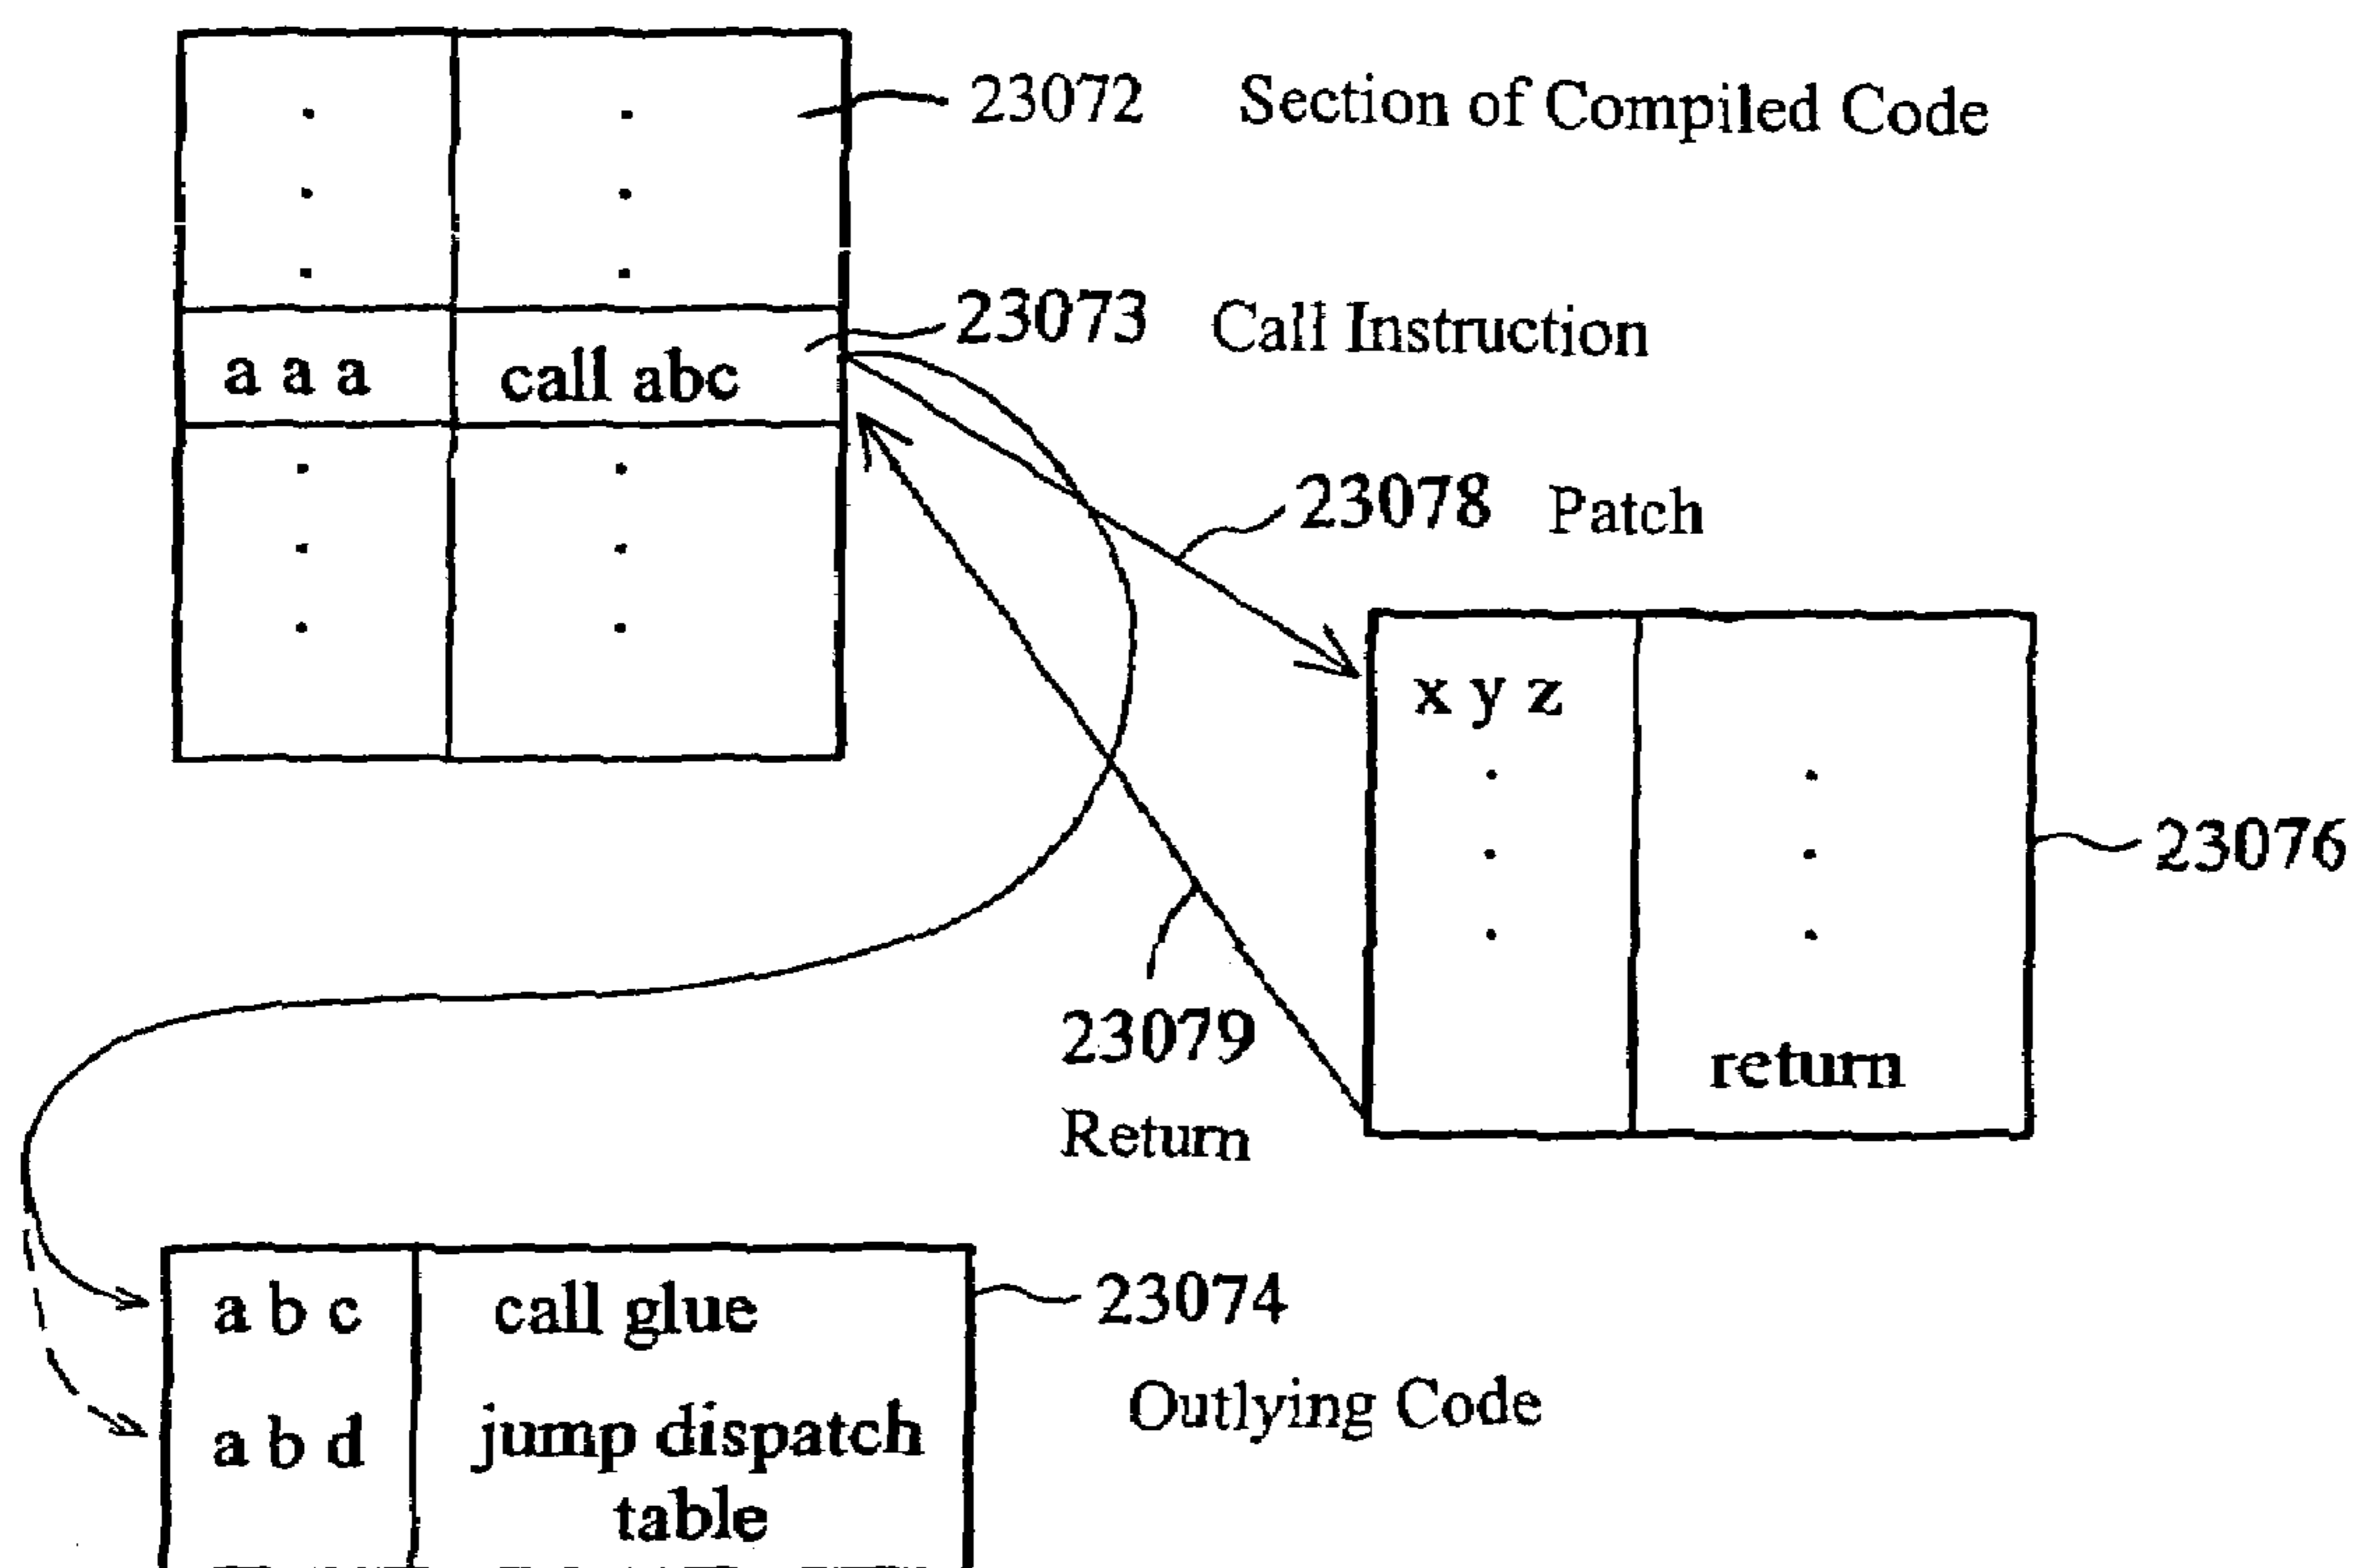 23072 Section of Compiled Code
23073 Call Instruction
a a a call abc
23078 Patch
x y z
23076
23079
return
Return
a b c call glue
23074
Outlying Code
a b d jump dispatch
table